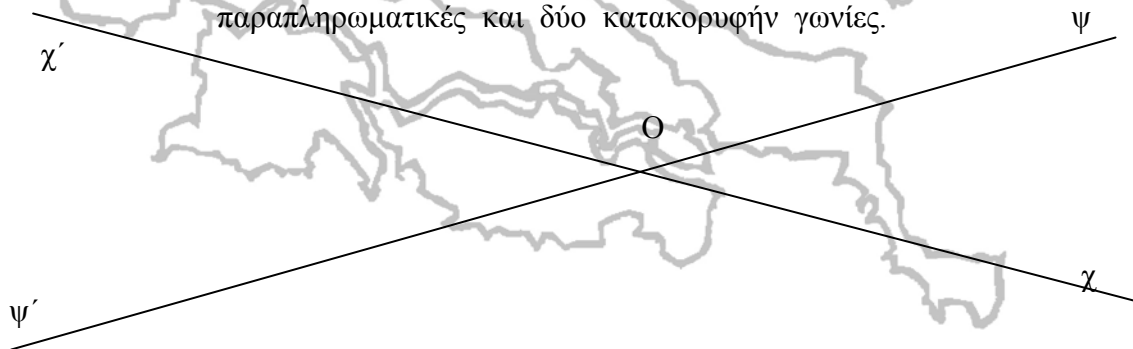 παραπληρωματικές και δύο κατακορυφήν γωνίες.
ψ
χ΄
Ο
χ
ψ΄